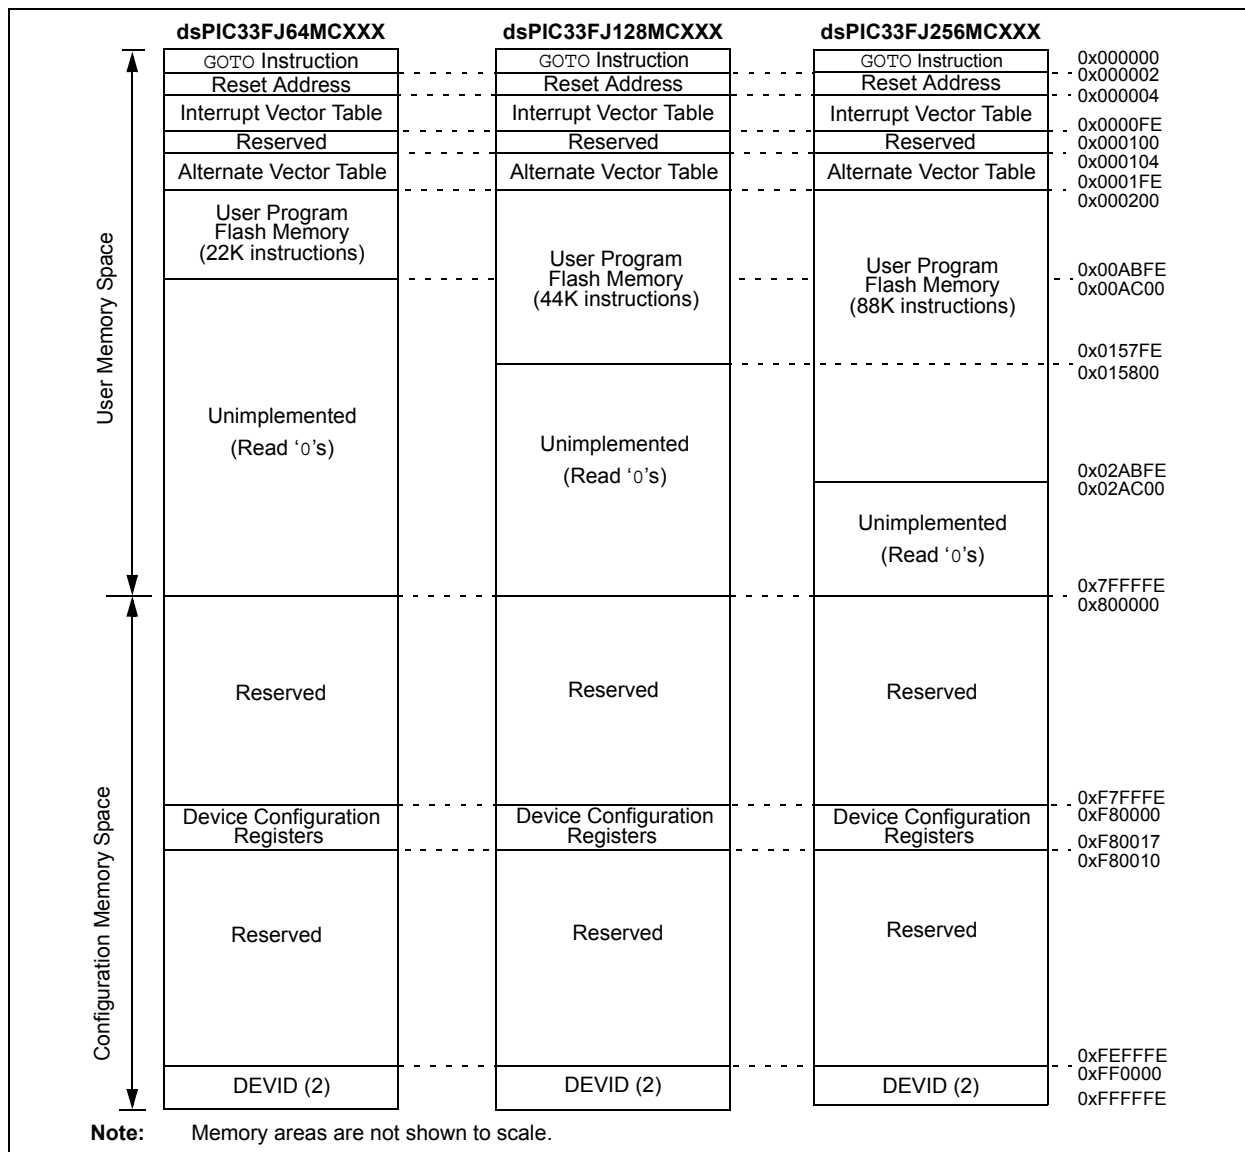 dsPIC33FJ64MCXXX
GOTO Instruction
Reset Address
Interrupt Vector Table
Reserved
Alternate Vector Table
User Program
Flash Memory
(22K instructions)
Unimplemented
(Read ‘0’s)
Reserved
Device Configuration
Registers
Reserved
DEVID (2)
dsPIC33FJ128MCXXX
GOTO Instruction
Reset Address
Interrupt Vector Table
Reserved
Alternate Vector Table
User Program
Flash Memory
(44K instructions)
Unimplemented
(Read ‘0’s)
Reserved
Device Configuration
Registers
Reserved
DEVID (2)
dsPIC33FJ256MCXXX
GOTO Instruction
Reset Address
Interrupt Vector Table
Reserved
Alternate Vector Table
User Program
Flash Memory
(88K instructions)
Unimplemented
(Read ‘0’s)
Reserved
Device Configuration
Registers
Reserved
DEVID (2)
0x000000
0x000002
0x000004
0x0000FE
0x000100
0x000104
0x0001FE
0x000200
0x00ABFE
0x00AC00
0x0157FE
0x015800
0x02ABFE
0x02AC00
0x7FFFFE
0x800000
0xF7FFFE
0xF80000
0xF80017
0xF80010
0xFEFFFE
0xFF0000
0xFFFFFE
User Memory Space
Configuration Memory Space
Note: Memory areas are not shown to scale.